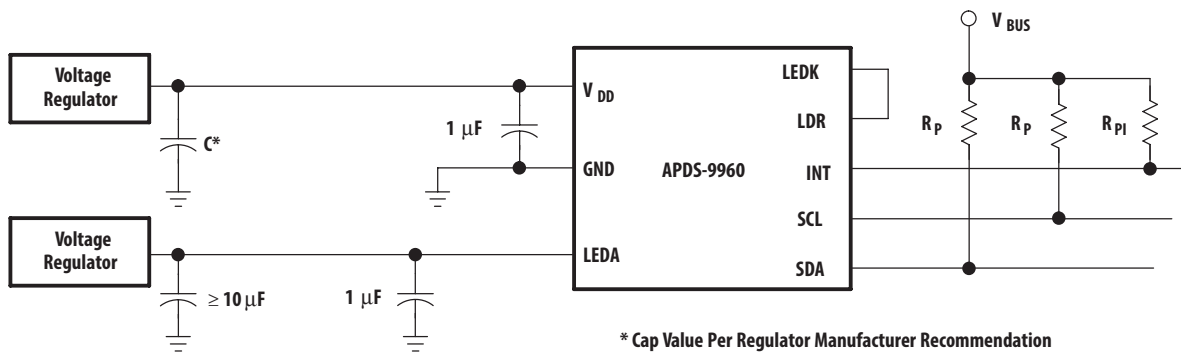 Voltage
Regulator
C*
1 μF
V DD
GND
LEDA
APDS-9960
LEDK
LDR
INT
SCL
SDA
V BUS
R P
R P
R PI
Voltage
Regulator
≥ 10 μF
1 μF
* Cap Value Per Regulator Manufacturer Recommendation